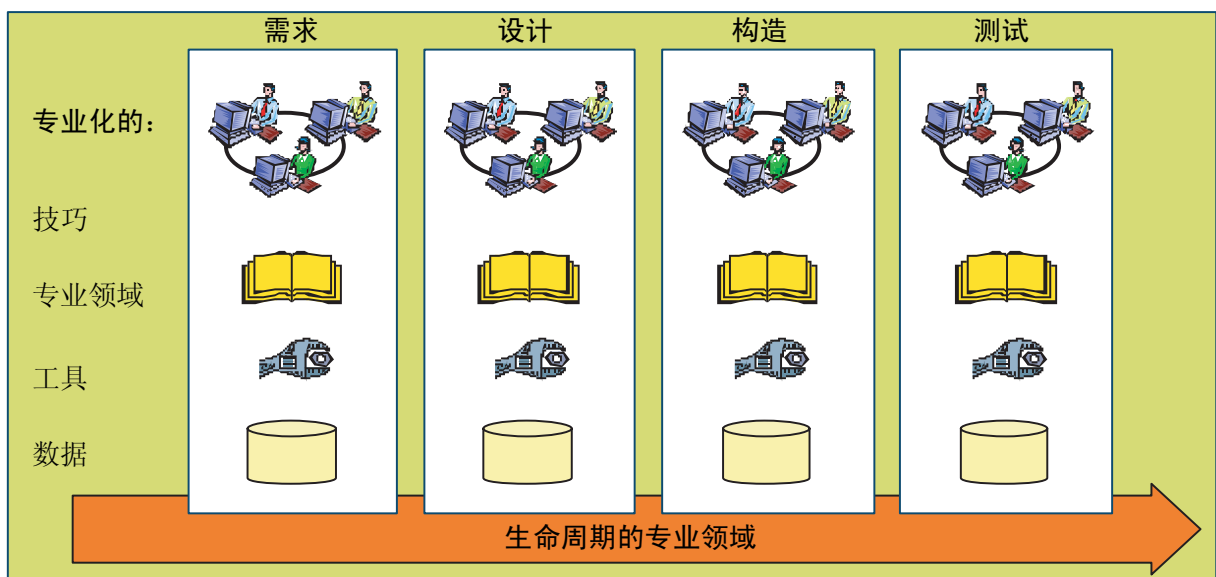 需求
设计
构造
测试
专业化的：
技巧
专业领域
工具
数据
生命周期的专业领域